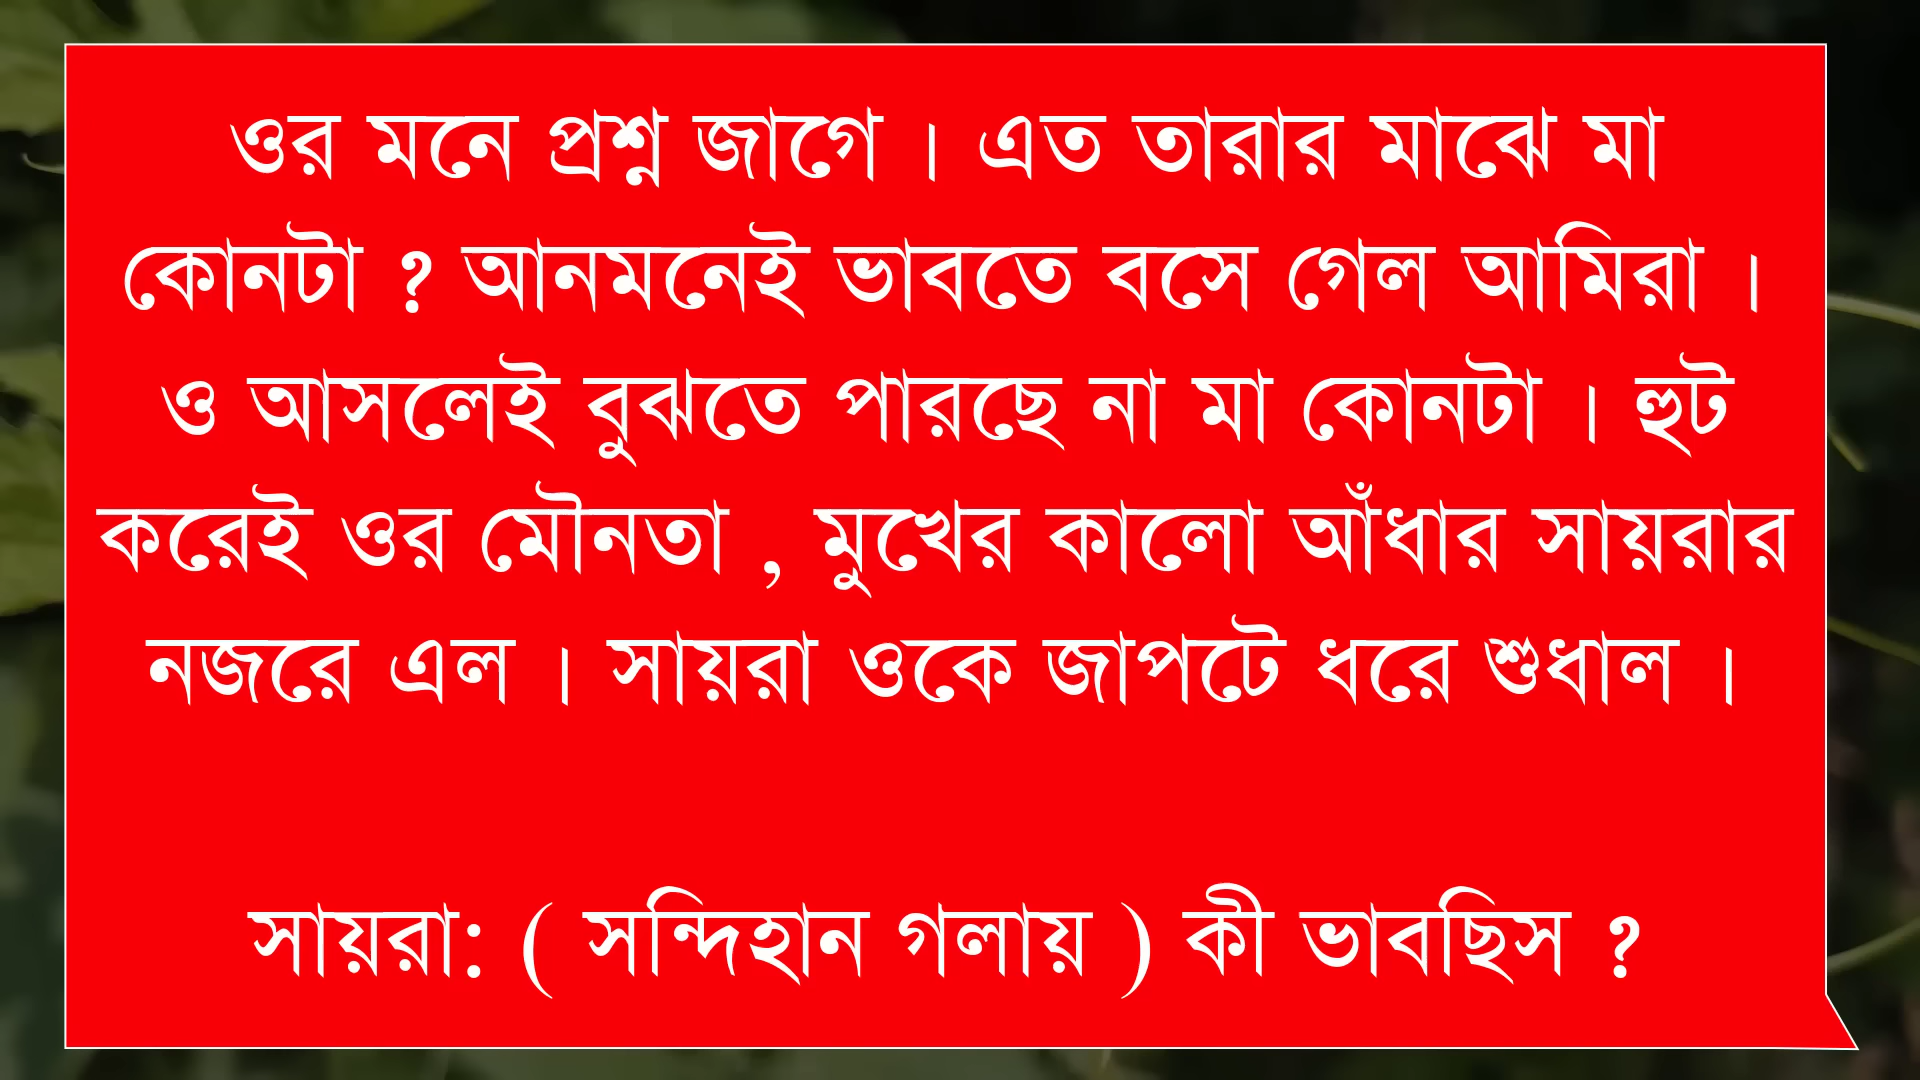 ওর মনে প্রশ্ন জাগে । এত তারার মাঝে মা
কোনটা ? আনমনেই ভাবতে বসে গেল আমিরা ।
ও আসলেই বুঝতে পারছে না মা কোনটা । হুট
করেই ওর মৌনতা , মুখের কালো আঁধার সায়রার
নজরে এল । সায়রা ওকে জাপটে ধরে শুধাল ।
সায়রা: ( সন্দিহান গলায় ) কী ভাবছিস ?